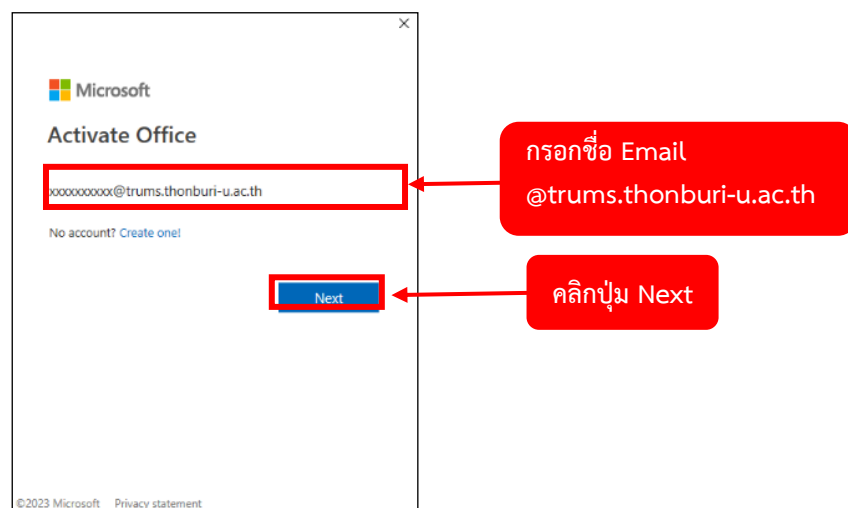 Microsoft
Activate Office
xxxxxxxxxx@trums.thonburi-u.ac.th
No account? Create one!
Next
©2023 Microsoft Privacy statement
กรอกชื่อ Email
@trums.thonburi-u.ac.th
คลิกปุ่ม Next